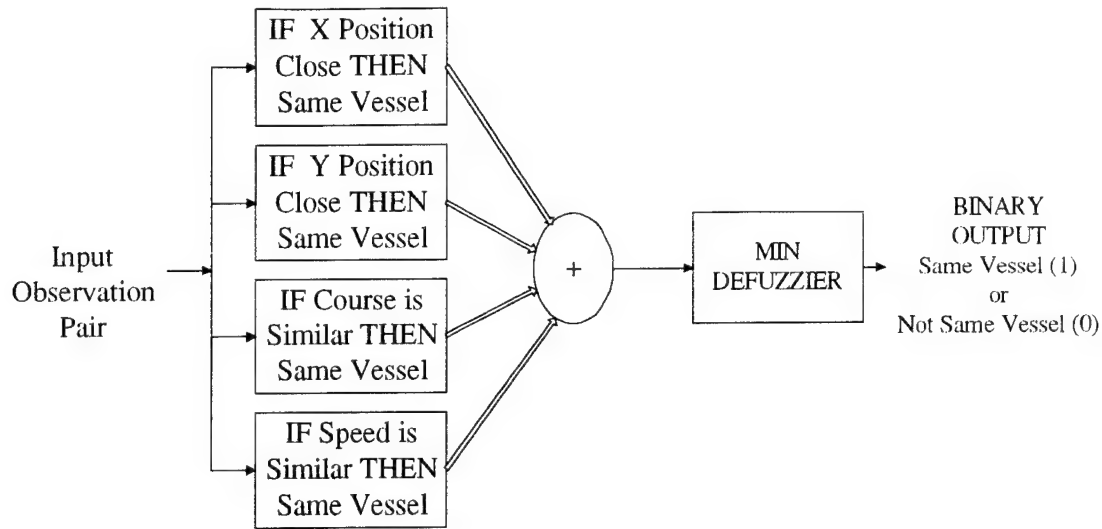 IF X Position
Close THEN
Same Vessel
IF Y Position
Close THEN
Same Vessel
Input
Observation
Pair
IF Course is
Similar THEN
Same Vessel
IF Speed is
Similar THEN
Same Vessel
+
MIN
DEFUZZIER
BINARY
OUTPUT
Same Vessel (1)
or
Not Same Vessel (0)